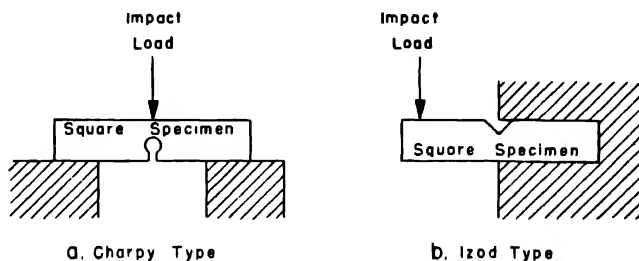 Impact
Load
Square Specimen
a. Charpy Type
Impact
Load
Square Specimen
b. Izod Type